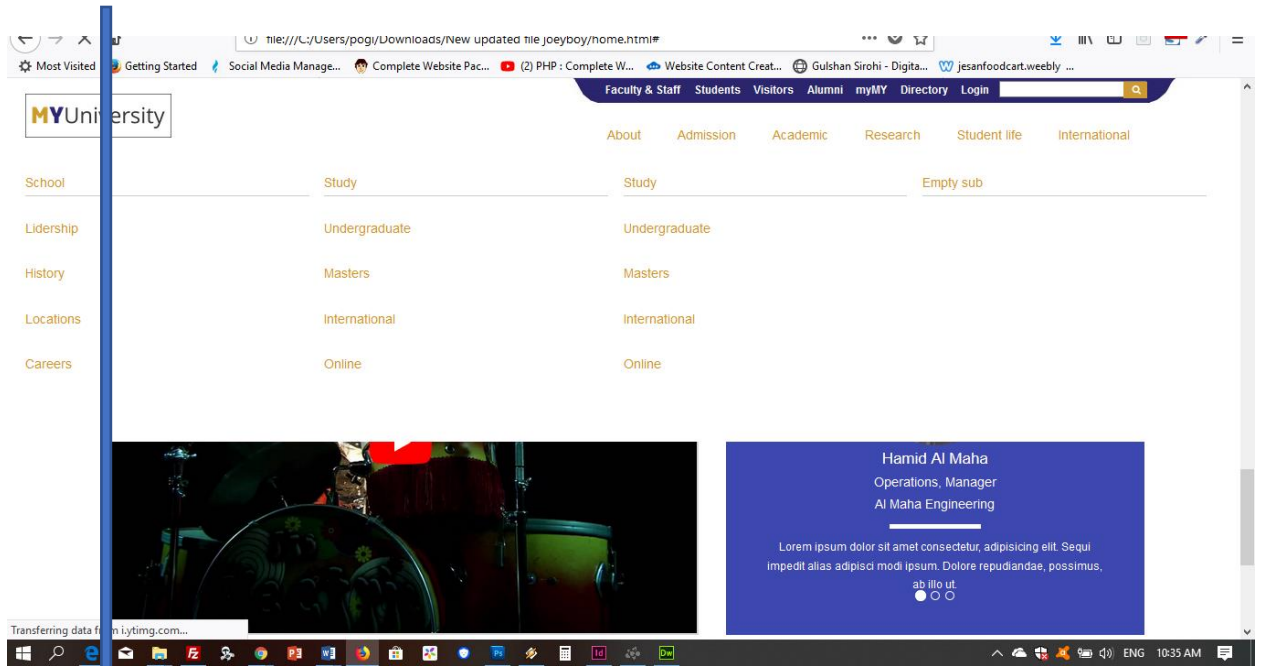 file:///C:/Users/pogi/Downloads/New updated file joeyboy/home.html#
Most Visited Getting Started Social Media Manage... Complete Website Pac... (2) PHP : Complete W... Website Content Creat... Gulshan Sirohi - Digita... jesanfoodcart.weebly ...
Faculty & Staff Students Visitors Alumni myMY Directory Login
MYUniversity
About Admission Academic Research Student life International
School Study Study Empty sub
Lidership Undergraduate Undergraduate
History Masters Masters
Locations International International
Careers Online Online
Hamid Al Maha
Operations, Manager
Al Maha Engineering
Lorem ipsum dolor sit amet consectetur, adipisicing elit. Sequi
impedit alias adipisci modi ipsum. Dolore repudiandae, possimus,
ab illo ut.
Transferring data from i.ytimg.com...
ENG 10:35 AM